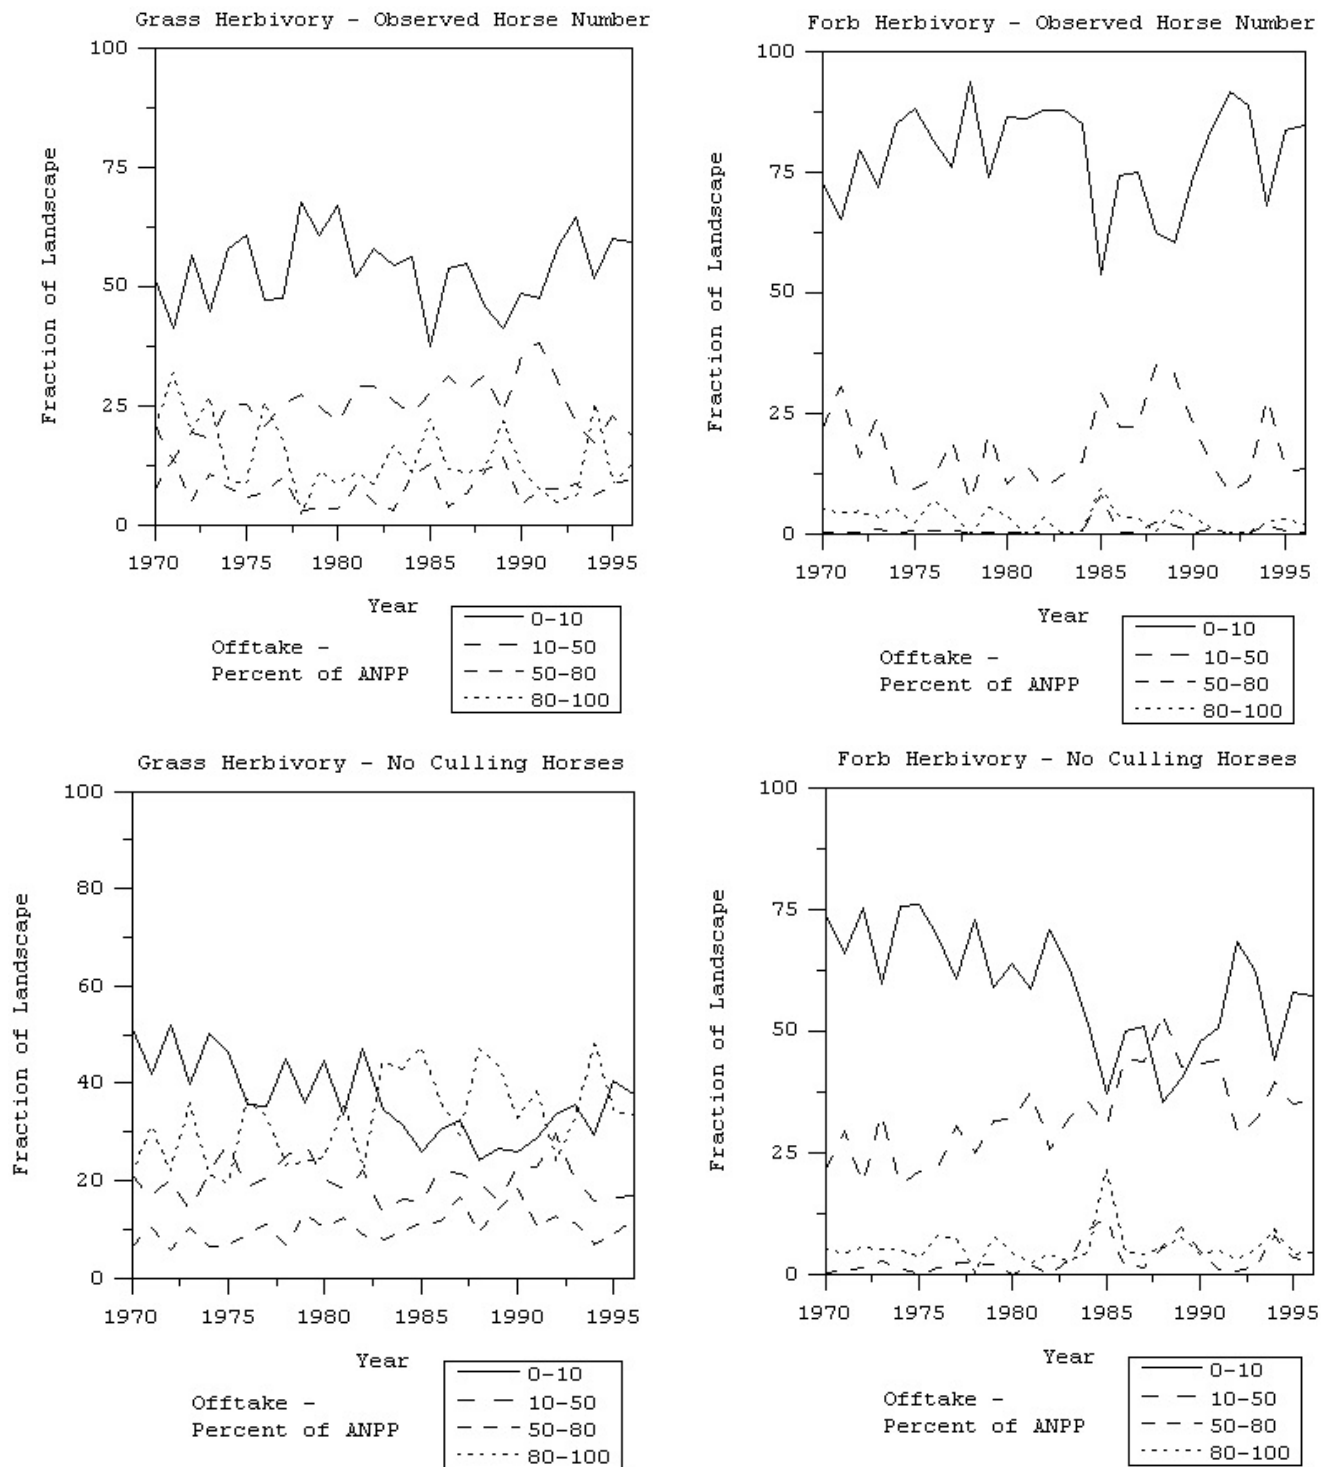 Grass Herbivory - Observed Horse Number
100
75
50
25
0
Fraction of Landscape
1970 1975 1980 1985 1990 1995
Year
Offtake -
Percent of ANPP
0-10
10-50
50-80
80-100
Forb Herbivory - Observed Horse Number
100
75
50
25
0
Fraction of Landscape
1970 1975 1980 1985 1990 1995
Year
Offtake -
Percent of ANPP
0-10
10-50
50-80
80-100
Grass Herbivory - No Culling Horses
100
80
60
40
20
0
Fraction of Landscape
1970 1975 1980 1985 1990 1995
Year
Offtake -
Percent of ANPP
0-10
10-50
50-80
80-100
Forb Herbivory - No Culling Horses
100
75
50
25
0
Fraction of Landscape
1970 1975 1980 1985 1990 1995
Year
Offtake -
Percent of ANPP
0-10
10-50
50-80
80-100